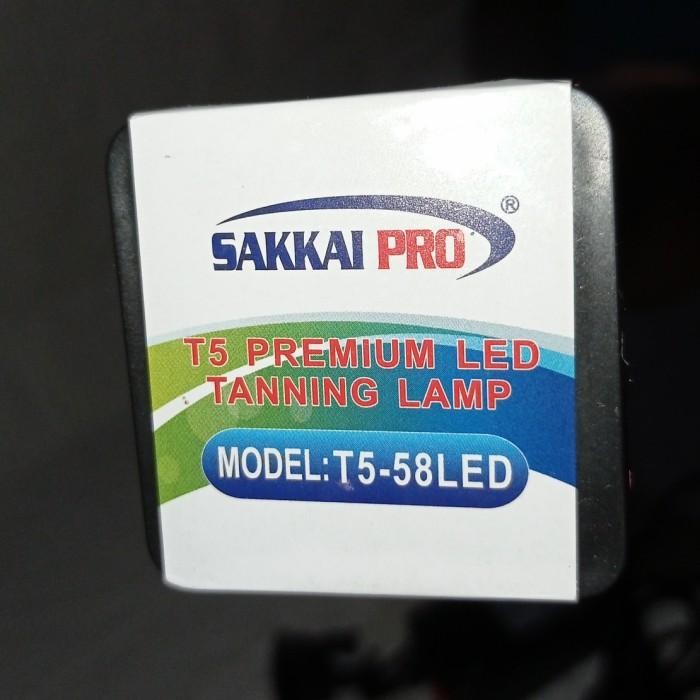 SAKKAI PRO ®
T5 PREMIUM LED
TANNING LAMP
MODEL:T5-58LED